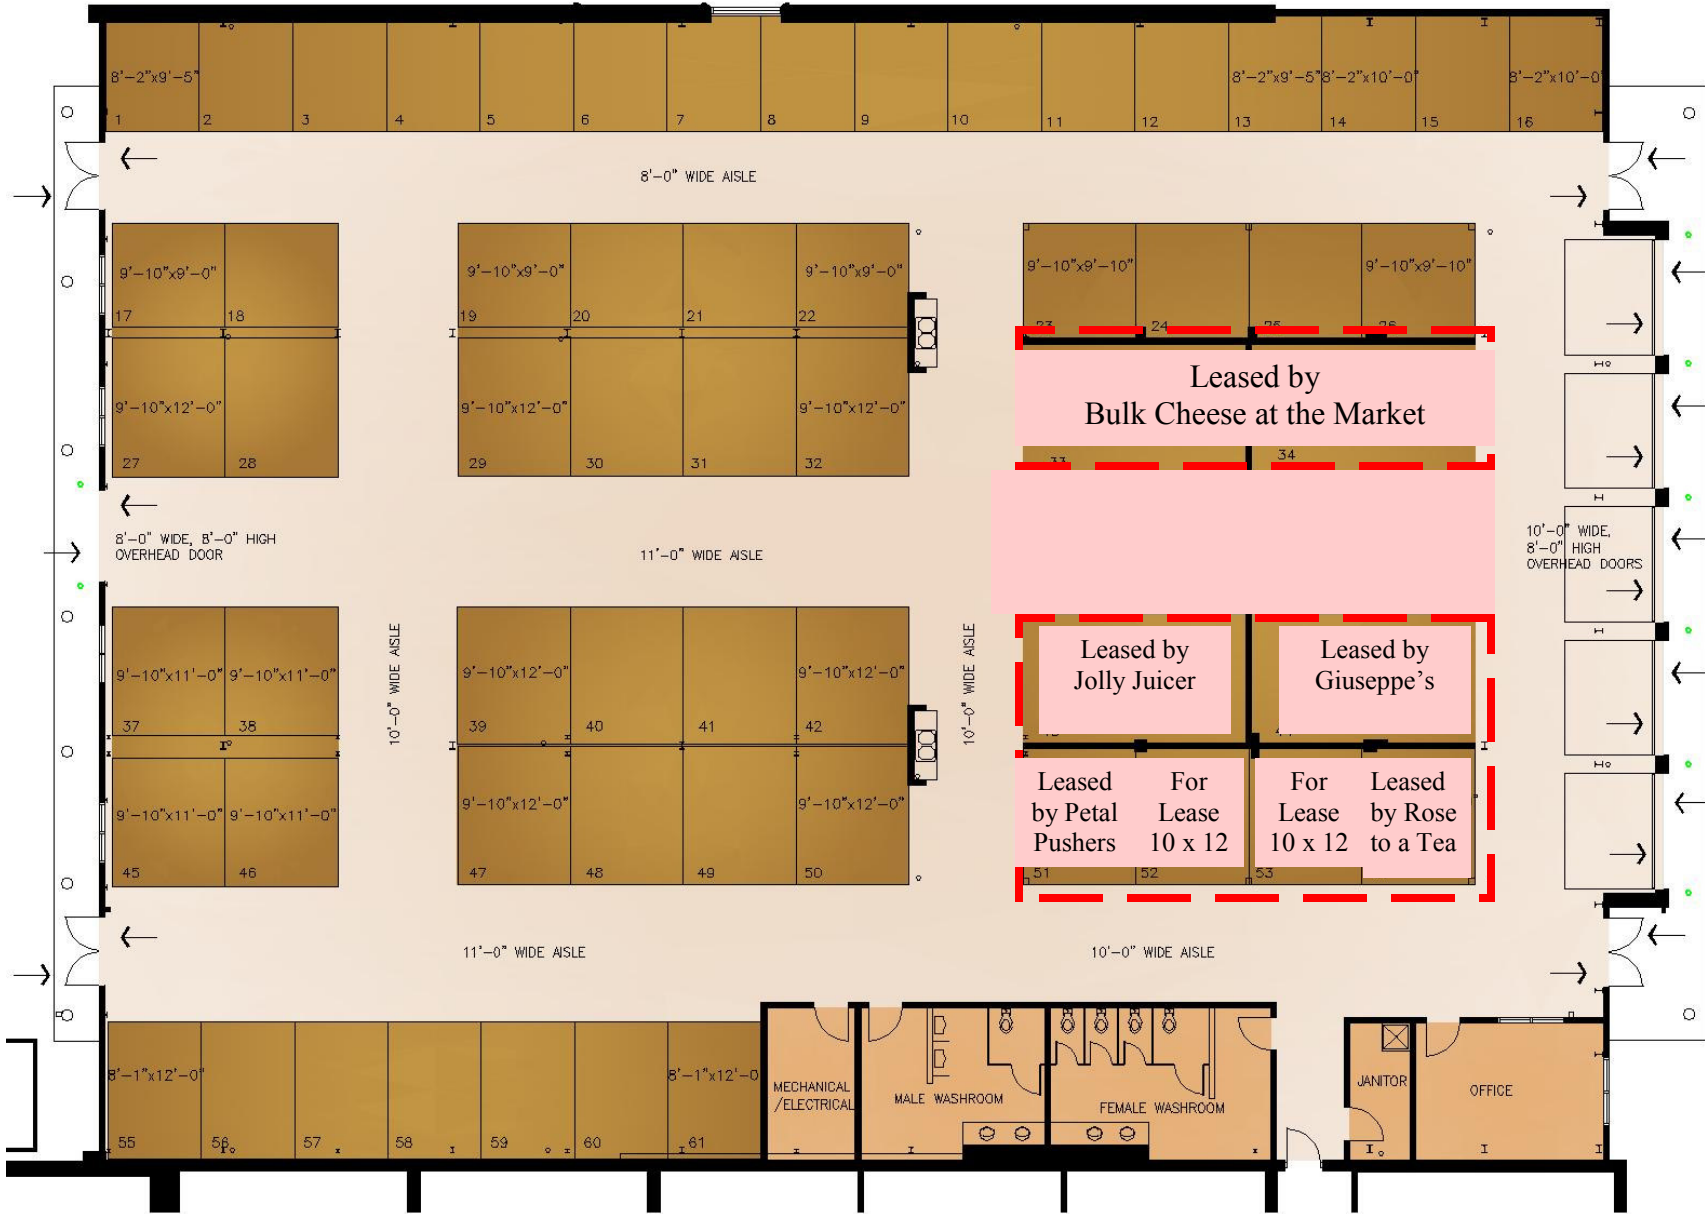 8'-2"x9'-5"
8'-2"x9'-5"
8'-2"x10'-0"
8'-2"x10'-0
1
2
3
4
5
6
7
8
9
10
11
12
13
14
15
16
8'-0" WIDE AISLE
9'-10"x9'-0"
9'-10"x9'-0"
9'-10"x9'-0"
9'-10"x9'-10"
9'-10"x9'-10"
17
18
19
20
21
22
23
24
25
26
Leased by
Bulk Cheese at the Market
9'-10"x12'-0"
9'-10"x12'-0"
9'-10"x12'-0"
27
28
29
30
31
32
33
34
8'-0" WIDE, 8'-0" HIGH
OVERHEAD DOOR
11'-0" WIDE AISLE
10'-0" WIDE,
8'-0" HIGH
OVERHEAD DOORS
10'-0" WIDE AISLE
10'-0" WIDE AISLE
9'-10"x11'-0"
9'-10"x11'-0"
9'-10"x12'-0"
9'-10"x12'-0"
Leased by
Jolly Juicer
Leased by
Giuseppe's
37
38
39
40
41
42
9'-10"x11'-0"
9'-10"x11'-0"
9'-10"x12'-0"
9'-10"x12'-0"
Leased
by Petal
Pushers
For
Lease
10 x 12
For
Lease
10 x 12
Leased
by Rose
to a Tea
45
46
47
48
49
50
51
52
53
11'-0" WIDE AISLE
10'-0" WIDE AISLE
8'-1"x12'-0"
8'-1"x12'-0
55
56
57
58
59
60
61
MECHANICAL
/ELECTRICAL
MALE WASHROOM
FEMALE WASHROOM
JANITOR
OFFICE